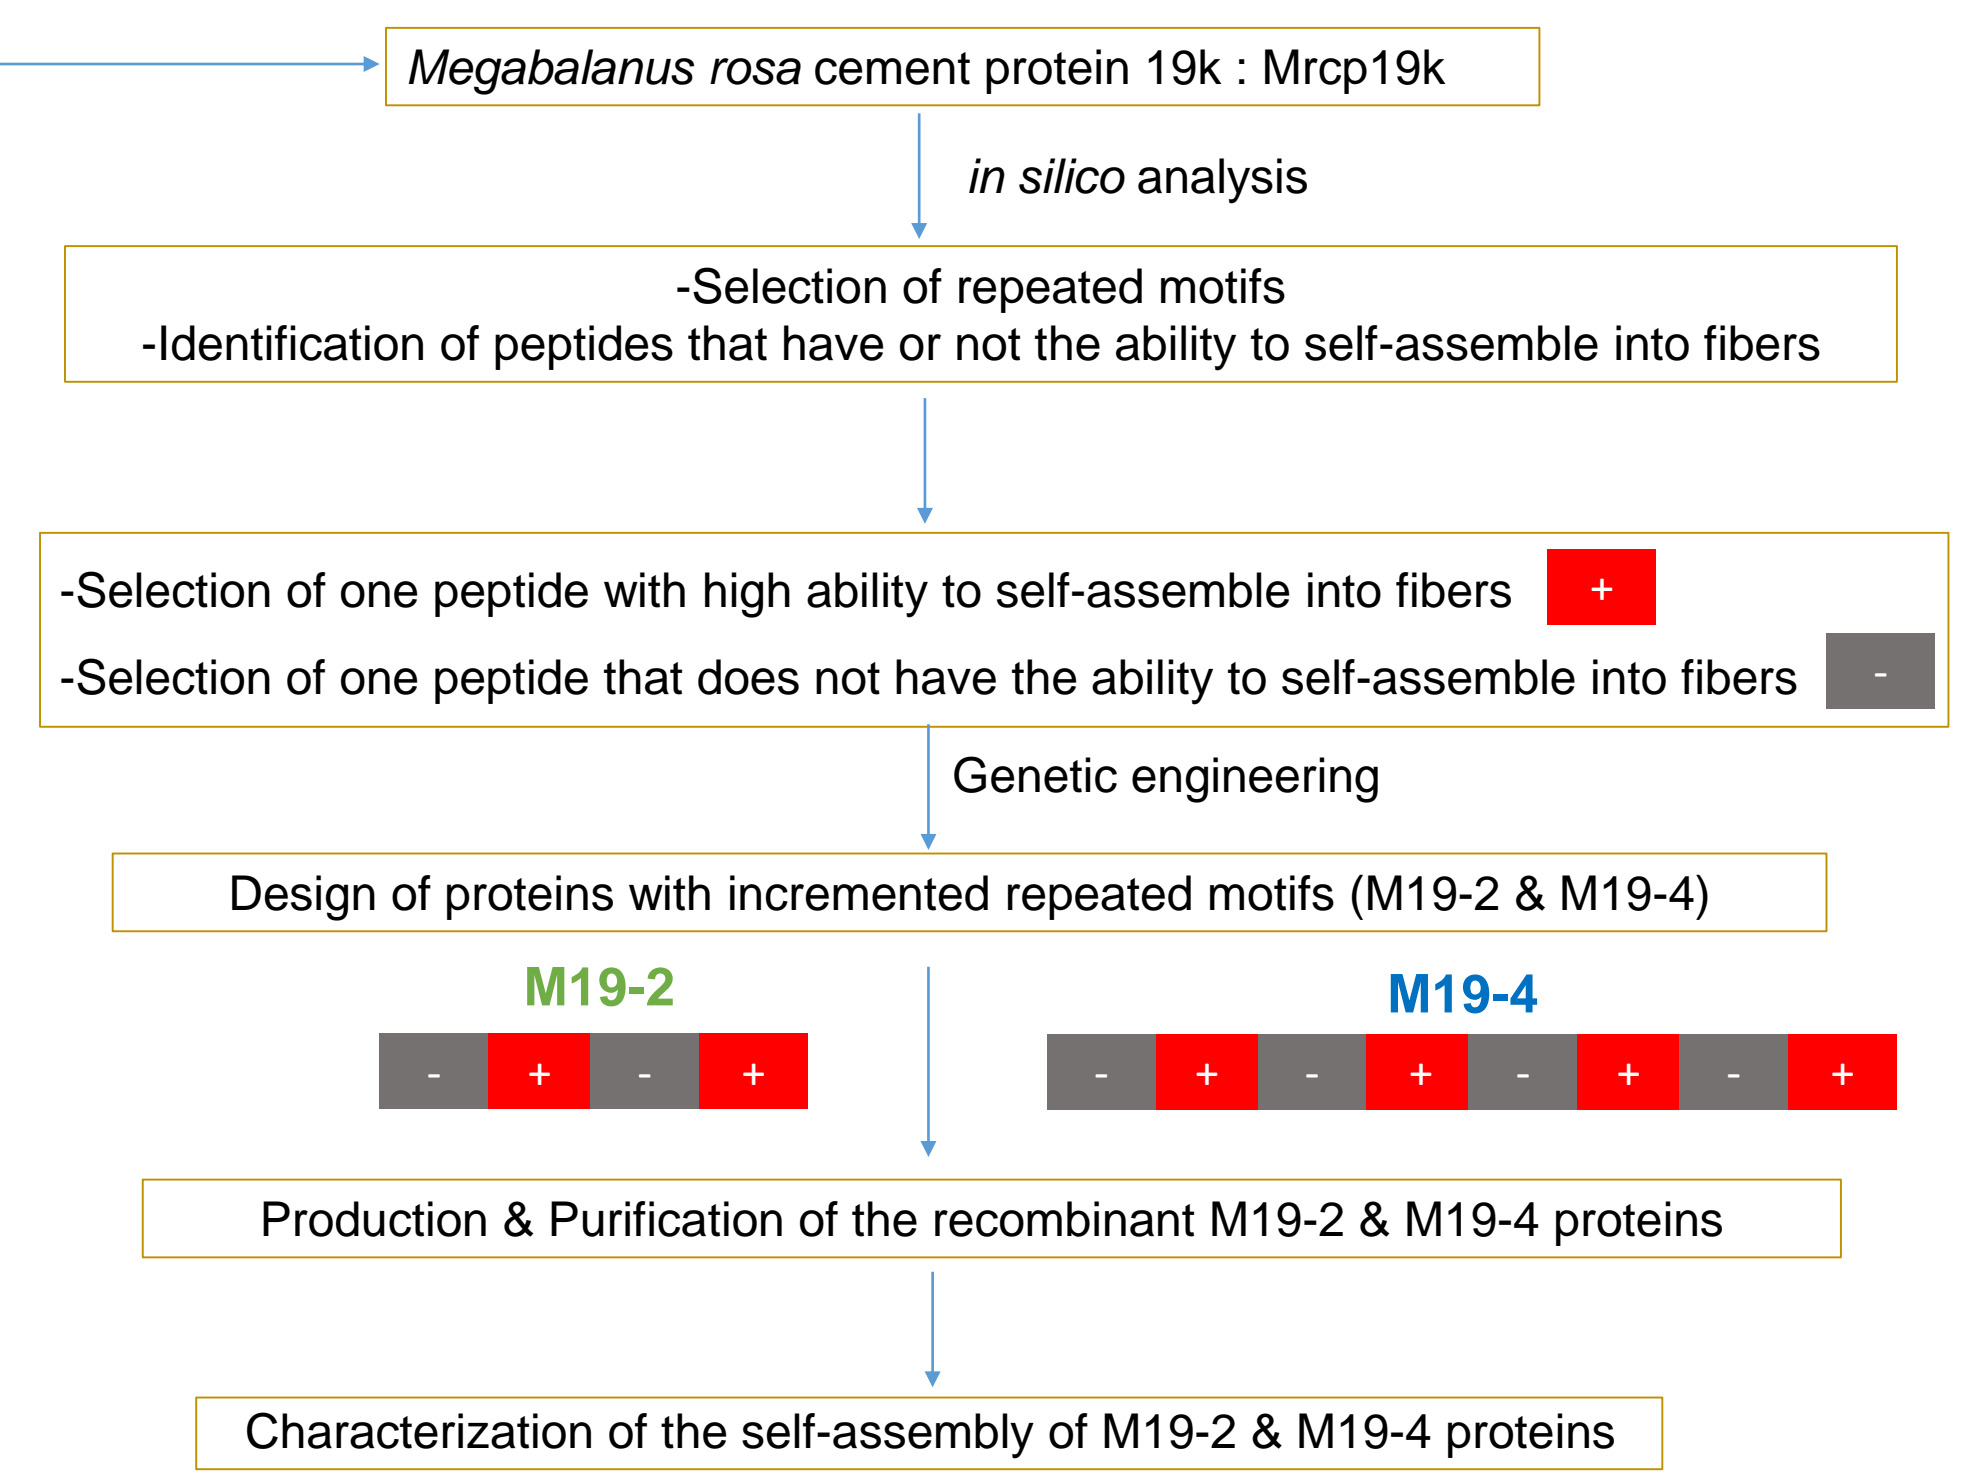 Megabalanus rosa cement protein 19k : Mrcp19k
in silico analysis
-Selection of repeated motifs
-Identification of peptides that have or not the ability to self-assemble into fibers
-Selection of one peptide with high ability to self-assemble into fibers +
-Selection of one peptide that does not have the ability to self-assemble into fibers -
Genetic engineering
Design of proteins with incremented repeated motifs (M19-2 & M19-4)
M19-2 M19-4
- + - + - + - + - + - +
Production & Purification of the recombinant M19-2 & M19-4 proteins
Characterization of the self-assembly of M19-2 & M19-4 proteins